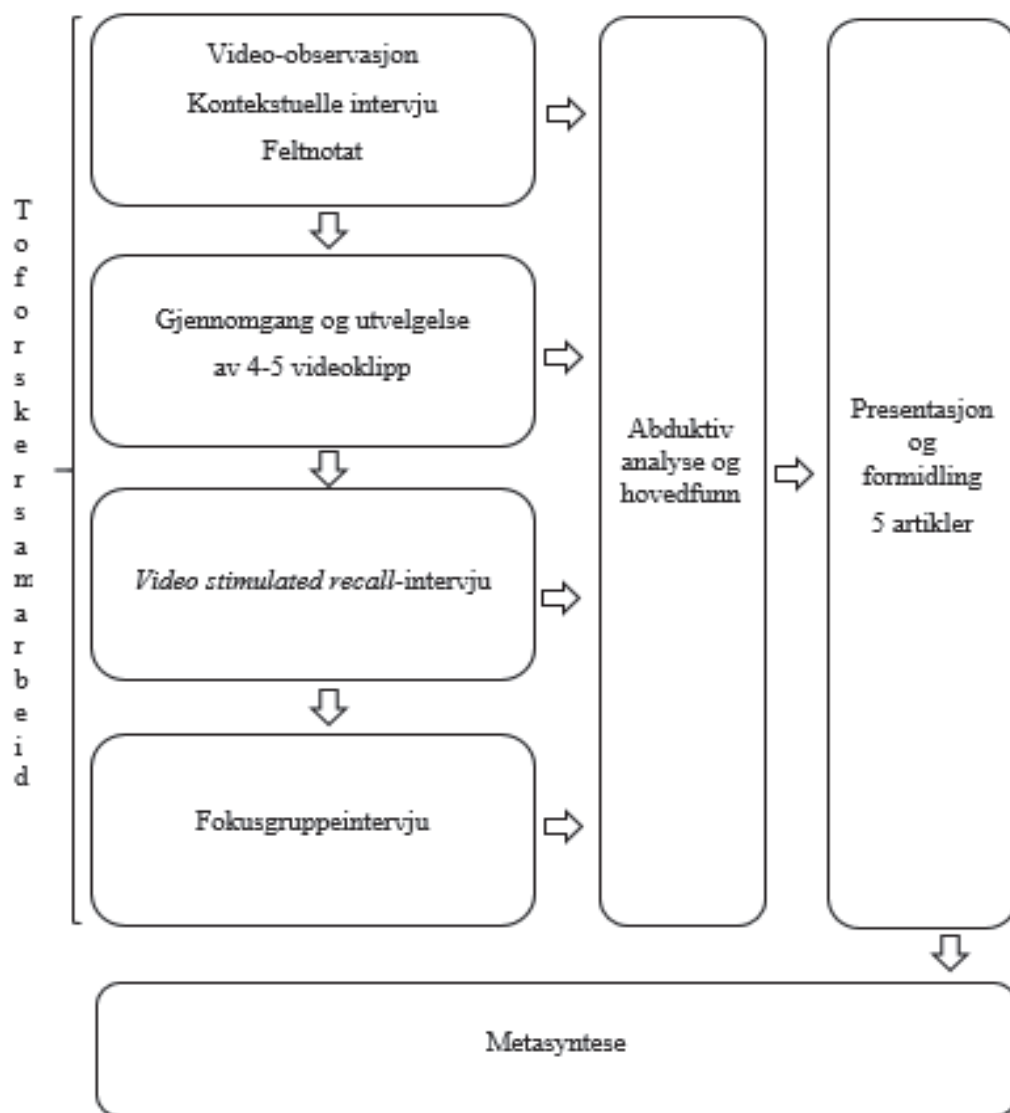 Toforskersamarbeid
Video-observasjon
Kontekstuelle intervju
Feltnotat
Gjennomgang og utvelgelse
av 4-5 videoklipp
Video stimulated recall-intervju
Fokusgruppeintervju
Abduktiv
analyse og
hovedfunn
Presentasjon
og
formidling
5 artikler
Metasyntese